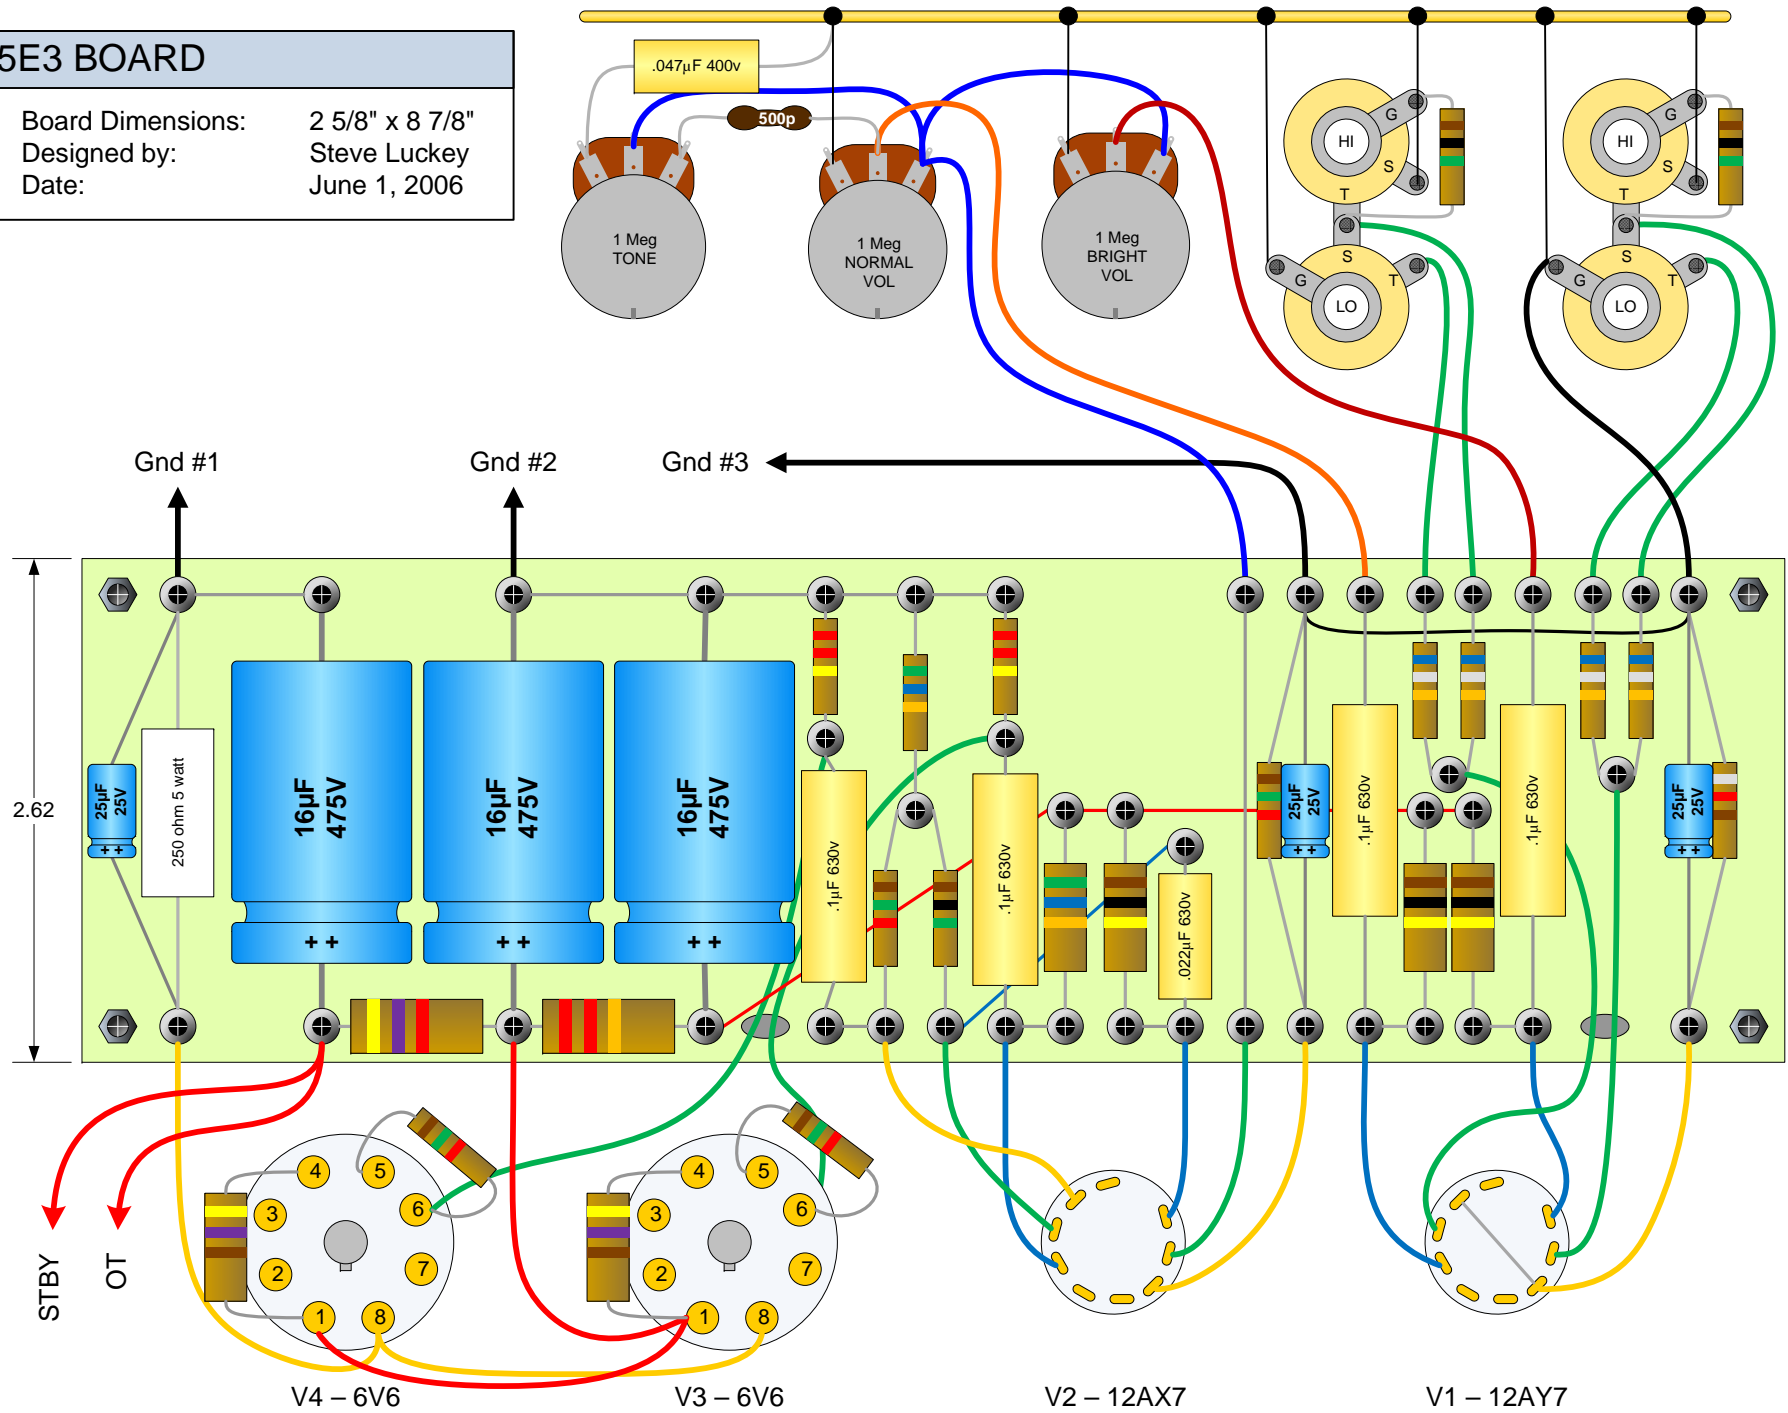 5E3 BOARD
Board Dimensions: 2 5/8" x 8 7/8"
Designed by: Steve Luckey
Date: June 1, 2006
.047µF 400v
500p
1 Meg
TONE
1 Meg
NORMAL
VOL
1 Meg
BRIGHT
VOL
HI
G
S
T
LO
S
G
T
HI
G
S
T
LO
S
G
T
Gnd #1
Gnd #2
Gnd #3
2.62
25µF
25V
++
250 ohm 5 watt
16µF
475V
++
16µF
475V
++
16µF
475V
++
.1µF 630v
.1µF 630v
.022µF 630v
25µF
25V
++
.1µF 630v
.1µF 630v
25µF
25V
++
STBY
OT
4
5
3
6
2
7
1
8
4
5
3
6
2
7
1
8
V4 – 6V6
V3 – 6V6
V2 – 12AX7
V1 – 12AY7